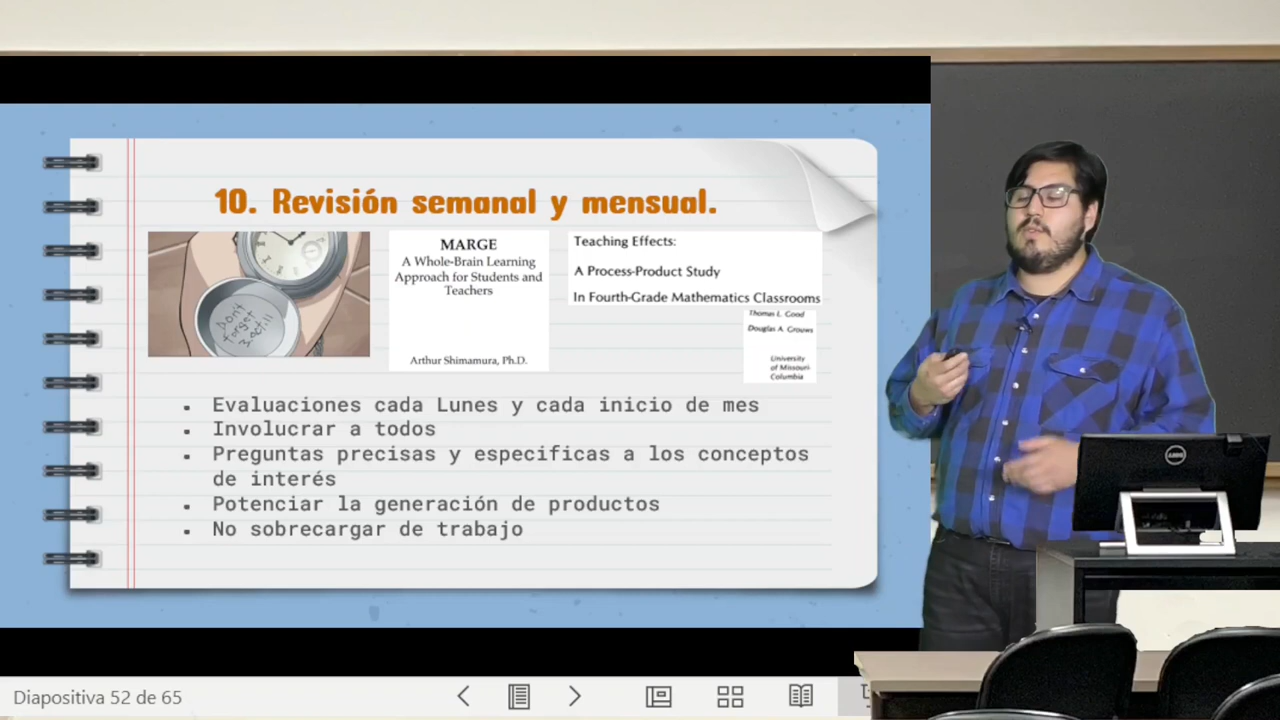 10. Revisión semanal y mensual.
Don't
forget
3.oct.11
MARGE
A Whole-Brain Learning
Approach for Students and
Teachers
Arthur Shimamura, Ph.D.
Teaching Effects:
A Process-Product Study
In Fourth-Grade Mathematics Classrooms
Thomas L. Good
Douglas A. Grouws
University
of Missouri-
Columbia
▪ Evaluaciones cada Lunes y cada inicio de mes
▪ Involucrar a todos
▪ Preguntas precisas y especificas a los conceptos
de interés
▪ Potenciar la generación de productos
▪ No sobrecargar de trabajo
DELL
Diapositiva 52 de 65